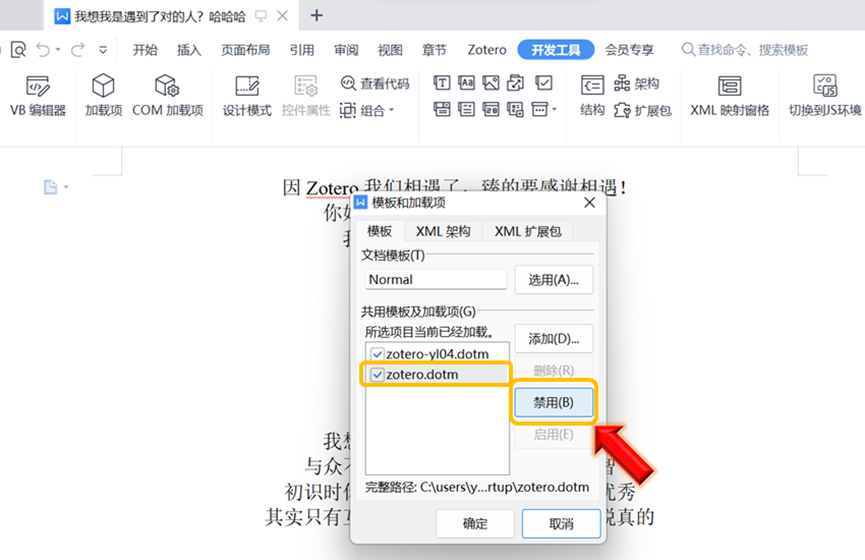 我想我是遇到了对的人？哈哈哈
开始 插入 页面布局 引用 审阅 视图 章节 Zotero 开发工具 会员专享 查找命令、搜索模板
VB 编辑器 加载项 COM 加载项 设计模式 控件属性 查看代码 组合 结构 架构 扩展包 XML 映射窗格 切换到JS环境
因 Zotero 我们相遇了，臻的要感谢相遇！
你
模板和加载项
模板 XML 架构 XML 扩展包
文档模板(T)
Normal 选用(A)...
共用模板及加载项(G)
所选项目当前已经加载。
添加(D)...
zotero-yl04.dotm
删除(R)
zotero.dotm
禁用(B)
启用(E)
完整路径: C:\users\y...rtup\zotero.dotm
确定 取消
我想
与众不
初识时 优秀
其实只有 说真的